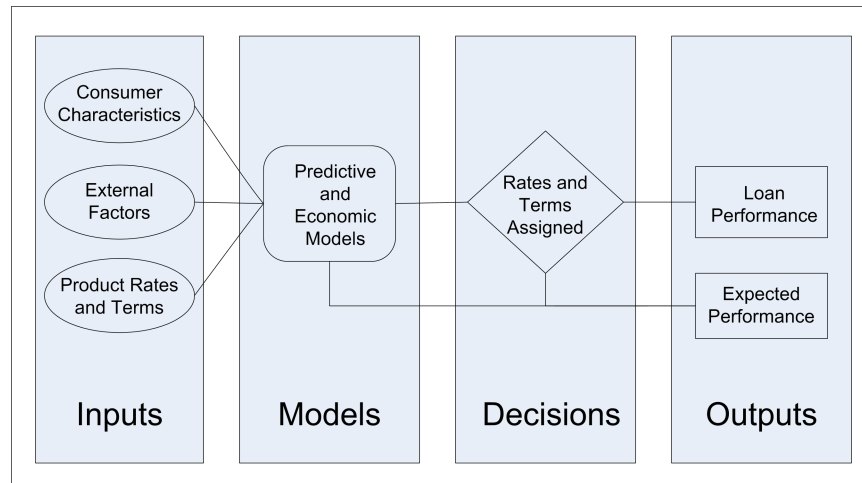 Consumer
Characteristics
External
Factors
Product Rates
and Terms
Inputs
Predictive
and
Economic
Models
Models
Rates and
Terms
Assigned
Decisions
Loan
Performance
Expected
Performance
Outputs